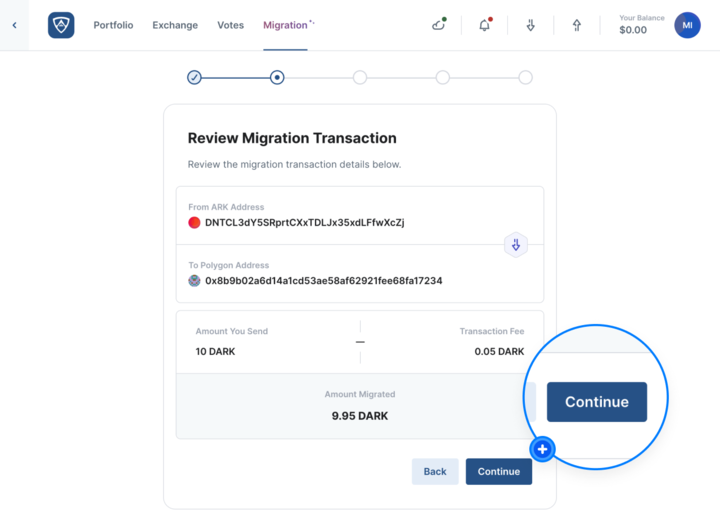 Portfolio Exchange Votes Migration Your Balance
$0.00 MI
Review Migration Transaction
Review the migration transaction details below.
From ARK Address
DNTCL3dY5SRprtCXxTDLJx35xdLFfwXcZj
To Polygon Address
0x8b9b02a6d14a1cd53ae58af62921fee68fa17234
Amount You Send Transaction Fee
10 DARK 0.05 DARK
Amount Migrated
9.95 DARK
Continue
Back Continue